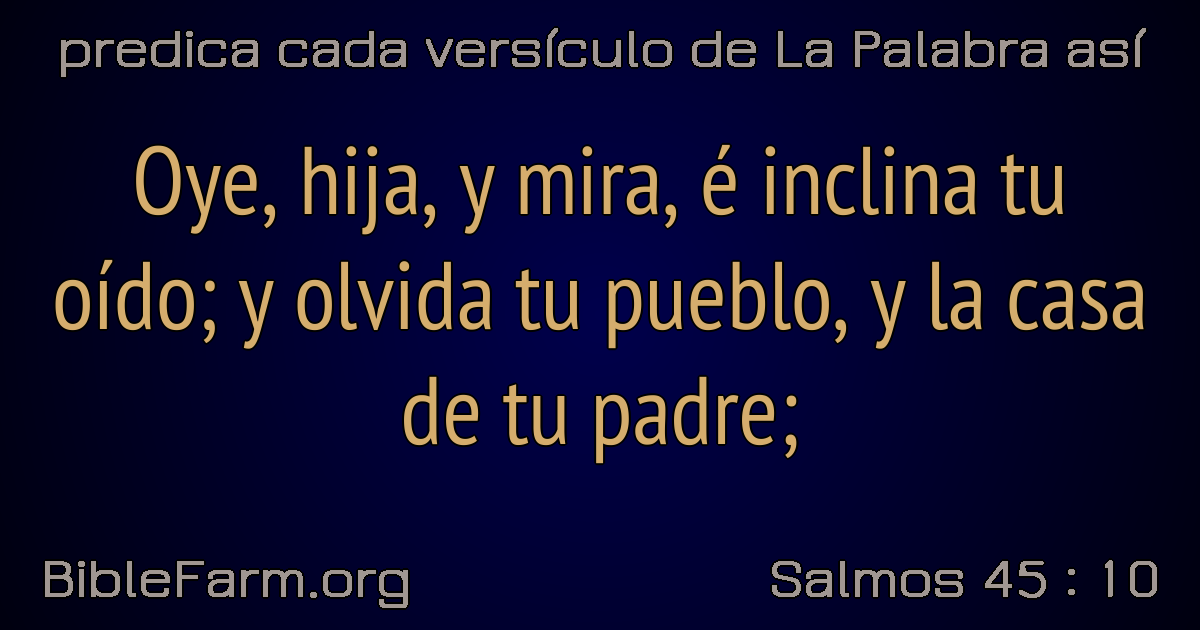 predica cada versículo de La Palabra así
Oye, hija, y mira, é inclina tu
oído; y olvida tu pueblo, y la casa
de tu padre;
BibleFarm.org
Salmos 45 : 10